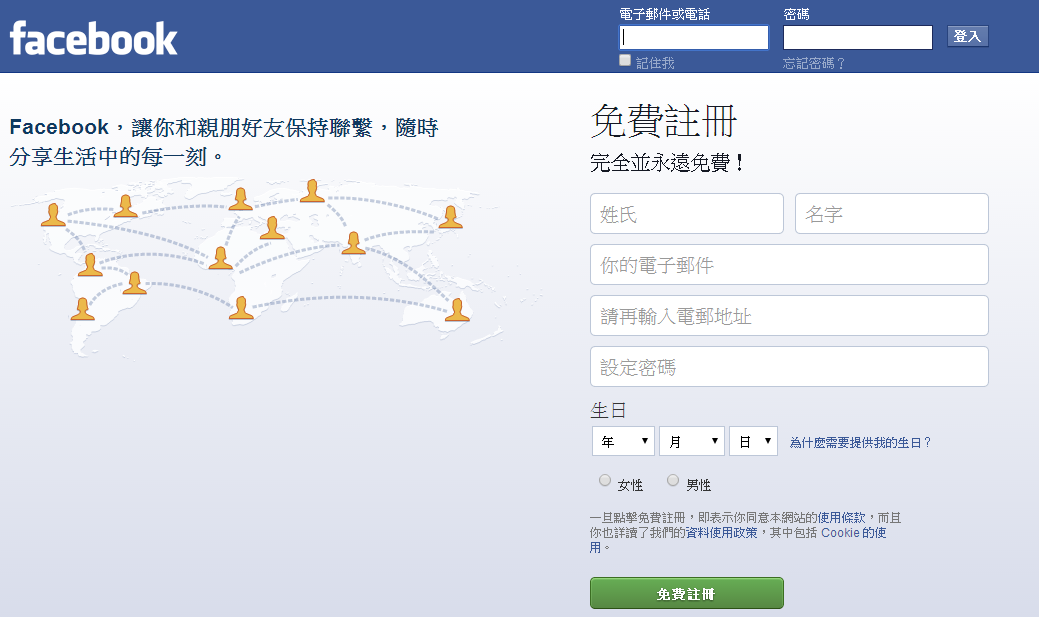 facebook
電子郵件或電話
密碼
登入
記住我
忘記密碼？
Facebook，讓你和親朋好友保持聯繫，隨時
分享生活中的每一刻。
免費註冊
完全並永遠免費！
姓氏
名字
你的電子郵件
請再輸入電郵地址
設定密碼
生日
年
月
日
為什麼需要提供我的生日？
女性
男性
一旦點擊免費註冊，即表示你同意本網站的使用條款，而且
你也詳讀了我們的資料使用政策，其中包括 Cookie 的使
用。
免費註冊